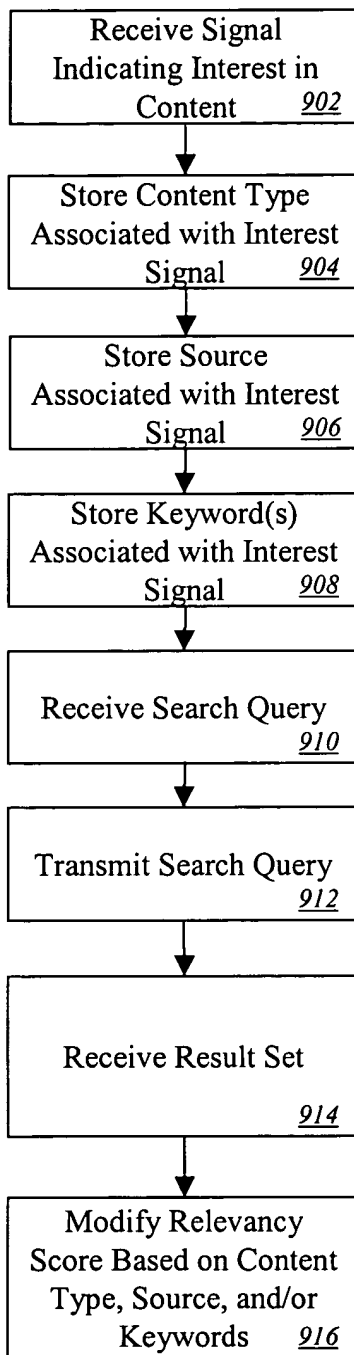 Receive Signal
Indicating Interest in
Content 902
Store Content Type
Associated with Interest
Signal 904
Store Source
Associated with Interest
Signal 906
Store Keyword(s)
Associated with Interest
Signal 908
Receive Search Query
910
Transmit Search Query
912
Receive Result Set
914
Modify Relevancy
Score Based on Content
Type, Source, and/or
Keywords 916